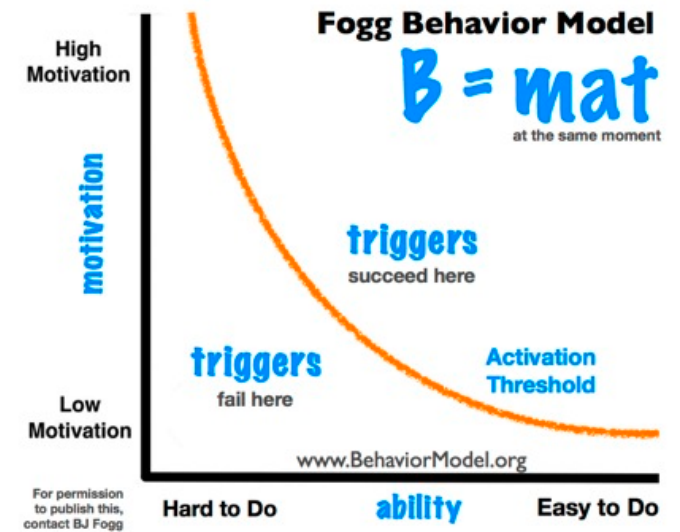 Fogg Behavior Model
B = mat
at the same moment
High
Motivation
motivation
triggers
succeed here
triggers
fail here
Activation
Threshold
Low
Motivation
www.BehaviorModel.org
For permission
to publish this,
contact BJ Fogg
Hard to Do
ability
Easy to Do